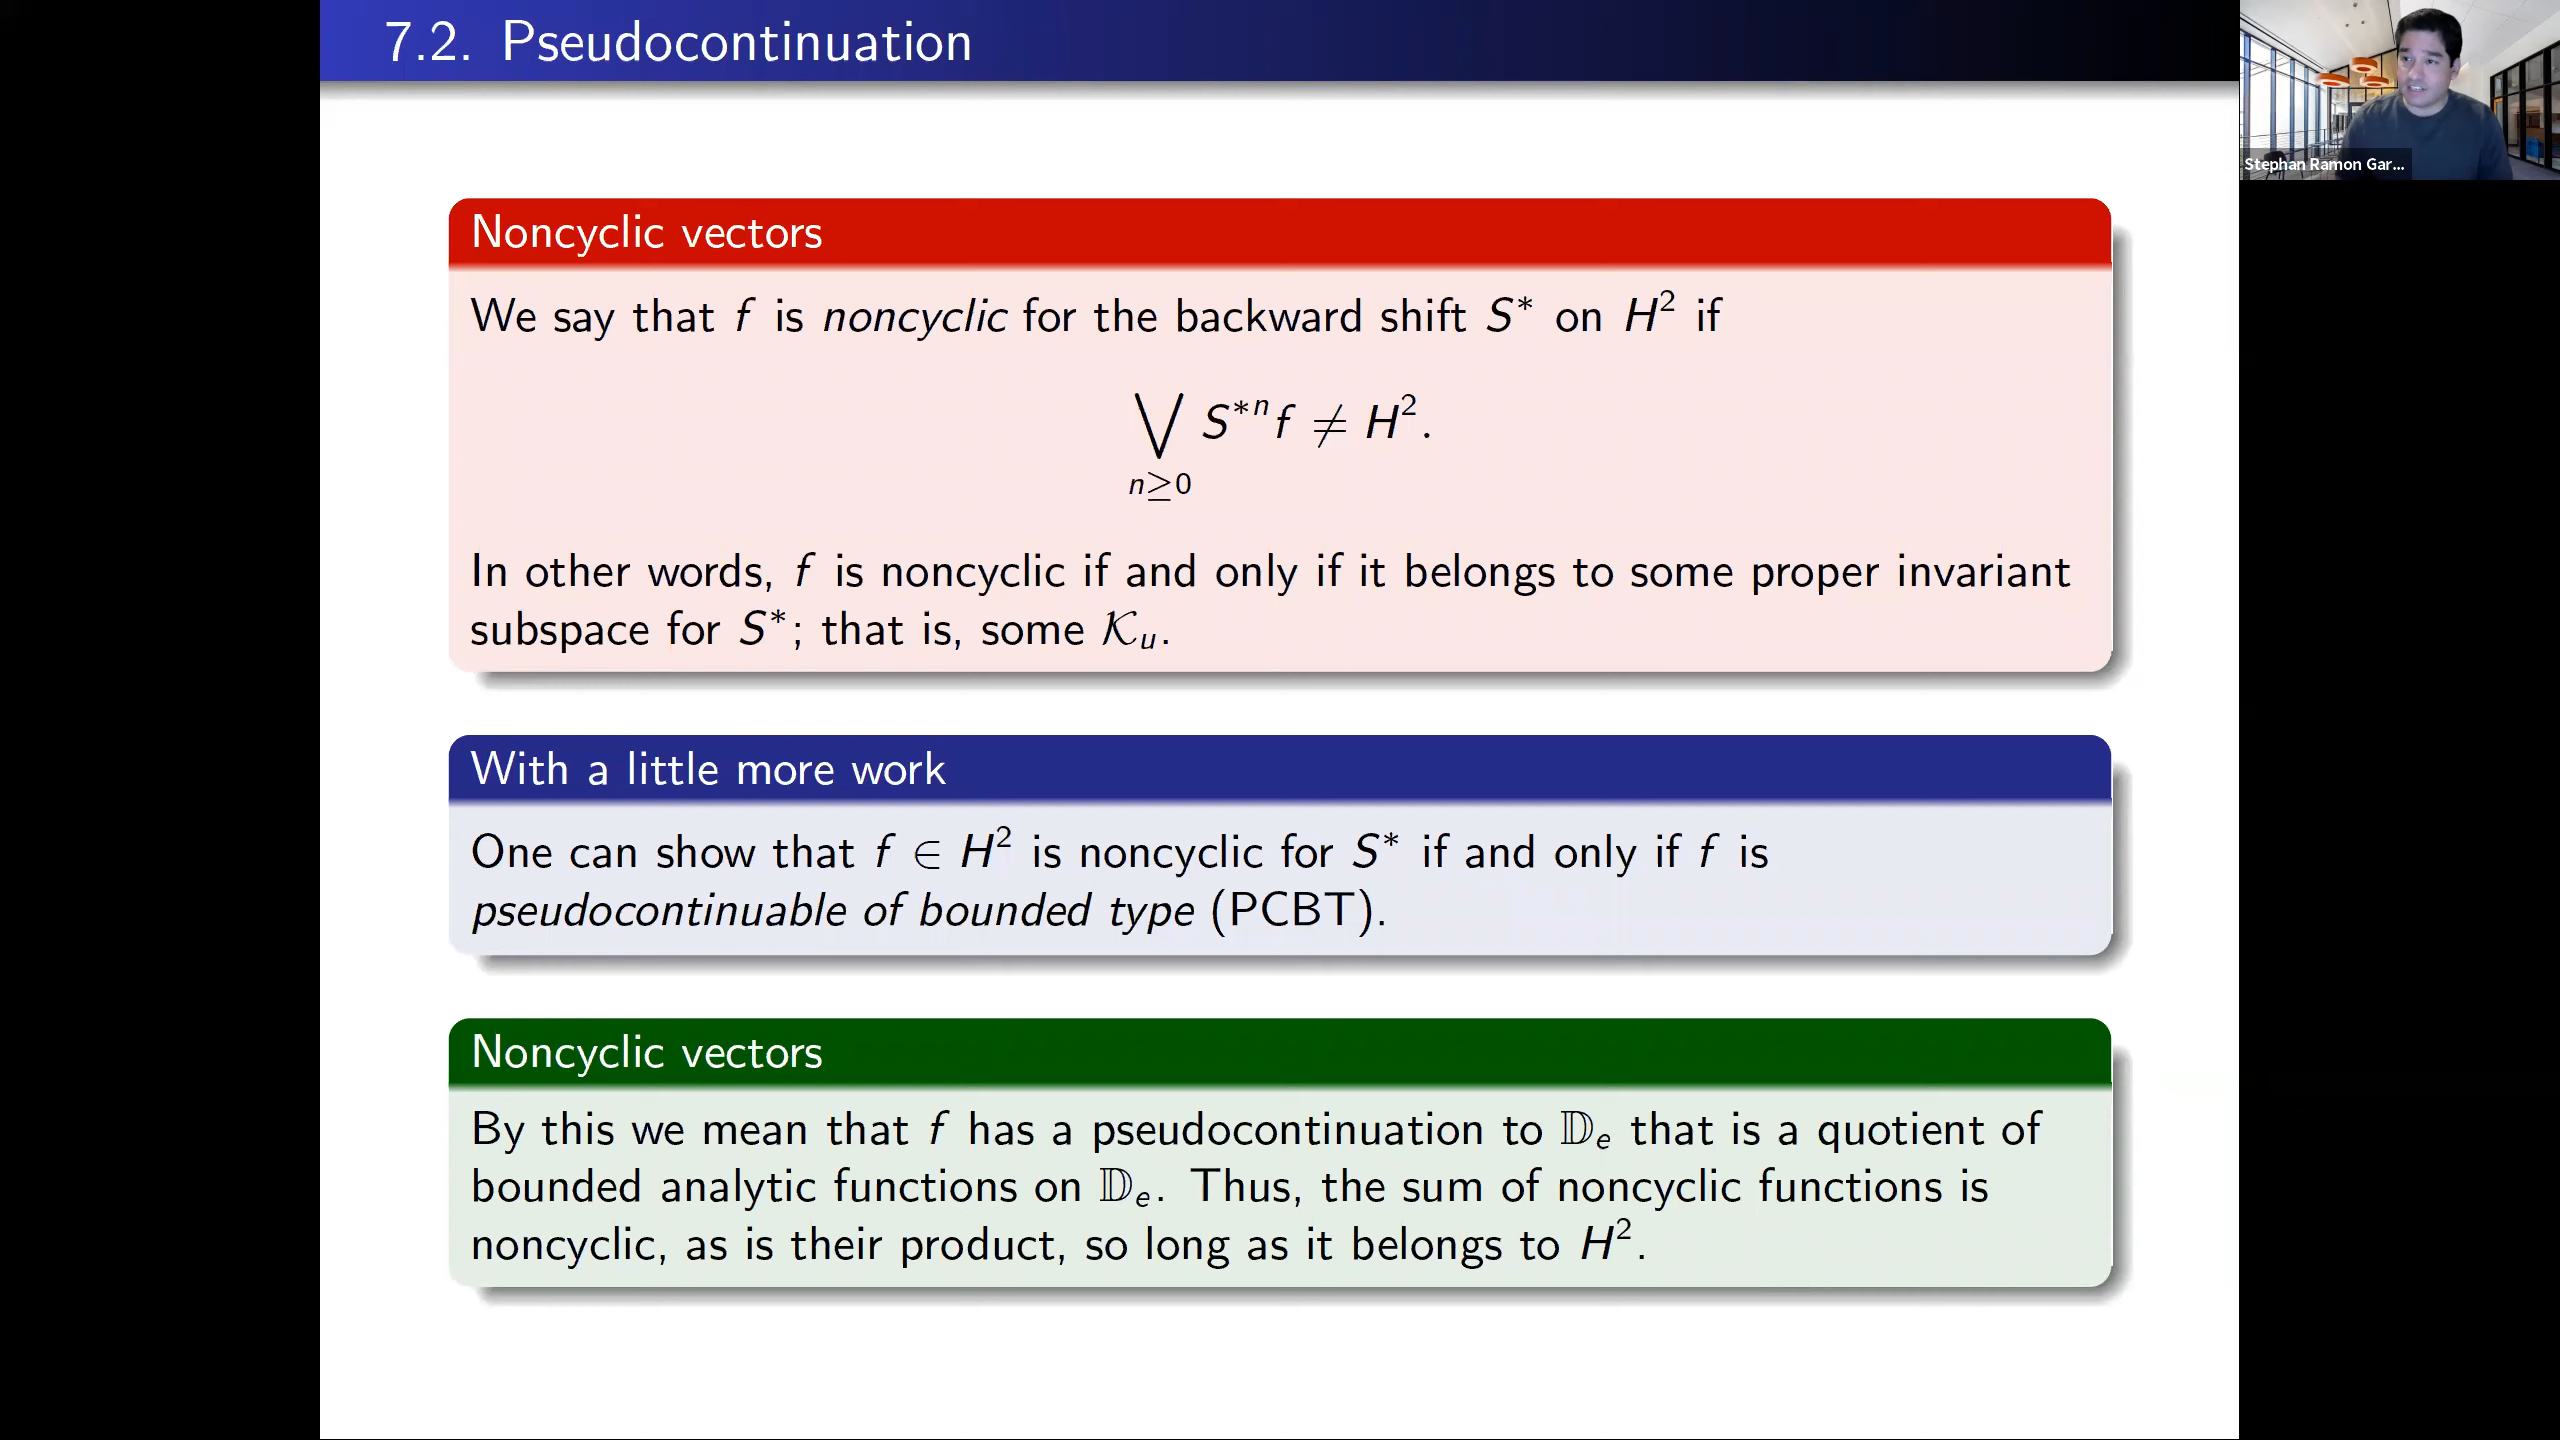 7.2. Pseudocontinuation
Stephan Ramon Gar...
Noncyclic vectors
We say that f is noncyclic for the backward shift S* on H² if
⋁ S*ⁿf ≠ H².
n≥0
In other words, f is noncyclic if and only if it belongs to some proper invariant
subspace for S*; that is, some 𝒦ᵤ.
With a little more work
One can show that f ∈ H² is noncyclic for S* if and only if f is
pseudocontinuable of bounded type (PCBT).
Noncyclic vectors
By this we mean that f has a pseudocontinuation to 𝔻ₑ that is a quotient of
bounded analytic functions on 𝔻ₑ. Thus, the sum of noncyclic functions is
noncyclic, as is their product, so long as it belongs to H².